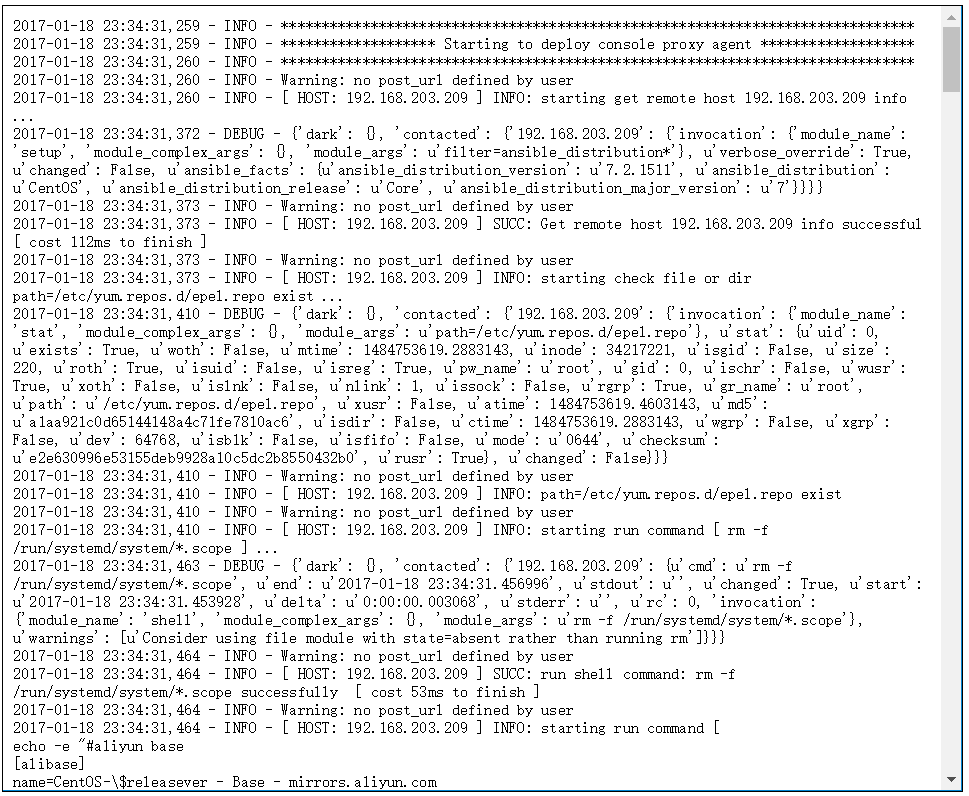 2017-01-18 23:34:31,259 - INFO - ******************************************************************************
2017-01-18 23:34:31,259 - INFO - ******************* Starting to deploy console proxy agent *******************
2017-01-18 23:34:31,260 - INFO - ******************************************************************************
2017-01-18 23:34:31,260 - INFO - Warning: no post_url defined by user
2017-01-18 23:34:31,260 - INFO - [ HOST: 192.168.203.209 ] INFO: starting get remote host 192.168.203.209 info
...
2017-01-18 23:34:31,372 - DEBUG - {'dark': {}, 'contacted': {'192.168.203.209': {'invocation': {'module_name':
'setup', 'module_complex_args': {}, 'module_args': u'filter=ansible_distribution*'}, u'verbose_override': True,
u'changed': False, u'ansible_facts': {u'ansible_distribution_version': u'7.2.1511', u'ansible_distribution':
u'CentOS', u'ansible_distribution_release': u'Core', u'ansible_distribution_major_version': u'7'}}}}
2017-01-18 23:34:31,373 - INFO - Warning: no post_url defined by user
2017-01-18 23:34:31,373 - INFO - [ HOST: 192.168.203.209 ] SUCC: Get remote host 192.168.203.209 info successful
[ cost 112ms to finish ]
2017-01-18 23:34:31,373 - INFO - Warning: no post_url defined by user
2017-01-18 23:34:31,373 - INFO - [ HOST: 192.168.203.209 ] INFO: starting check file or dir
path=/etc/yum.repos.d/epel.repo exist ...
2017-01-18 23:34:31,410 - DEBUG - {'dark': {}, 'contacted': {'192.168.203.209': {'invocation': {'module_name':
'stat', 'module_complex_args': {}, 'module_args': u'path=/etc/yum.repos.d/epel.repo'}, u'stat': {u'uid': 0,
u'exists': True, u'woth': False, u'mtime': 1484753619.2883143, u'inode': 34217221, u'isgid': False, u'size':
220, u'roth': True, u'isuid': False, u'isreg': True, u'pw_name': u'root', u'gid': 0, u'ischr': False, u'wusr':
True, u'xoth': False, u'islnk': False, u'nlink': 1, u'issock': False, u'rgrp': True, u'gr_name': u'root',
u'path': u'/etc/yum.repos.d/epel.repo', u'xusr': False, u'atime': 1484753619.4603143, u'md5':
u'a1aa921c0d65144148a4c71fe7810ac6', u'isdir': False, u'ctime': 1484753619.2883143, u'wgrp': False, u'xgrp':
False, u'dev': 64768, u'isblk': False, u'isfifo': False, u'mode': u'0644', u'checksum':
u'e2e630996e53155deb9928a10c5dc2b8550432b0', u'rusr': True}, u'changed': False}}}
2017-01-18 23:34:31,410 - INFO - Warning: no post_url defined by user
2017-01-18 23:34:31,410 - INFO - [ HOST: 192.168.203.209 ] INFO: path=/etc/yum.repos.d/epel.repo exist
2017-01-18 23:34:31,410 - INFO - Warning: no post_url defined by user
2017-01-18 23:34:31,410 - INFO - [ HOST: 192.168.203.209 ] INFO: starting run command [ rm -f
/run/systemd/system/*.scope ] ...
2017-01-18 23:34:31,463 - DEBUG - {'dark': {}, 'contacted': {'192.168.203.209': {u'cmd': u'rm -f
/run/systemd/system/*.scope', u'end': u'2017-01-18 23:34:31.456996', u'stdout': u'', u'changed': True, u'start':
u'2017-01-18 23:34:31.453928', u'delta': u'0:00:00.003068', u'stderr': u'', u'rc': 0, 'invocation':
{'module_name': 'shell', 'module_complex_args': {}, 'module_args': u'rm -f /run/systemd/system/*.scope'},
u'warnings': [u'Consider using file module with state=absent rather than running rm']}}}
2017-01-18 23:34:31,464 - INFO - Warning: no post_url defined by user
2017-01-18 23:34:31,464 - INFO - [ HOST: 192.168.203.209 ] SUCC: run shell command: rm -f
/run/systemd/system/*.scope successfully  [ cost 53ms to finish ]
2017-01-18 23:34:31,464 - INFO - Warning: no post_url defined by user
2017-01-18 23:34:31,464 - INFO - [ HOST: 192.168.203.209 ] INFO: starting run command [
echo -e "#aliyun base
[alibase]
name=CentOS-\$releasever - Base - mirrors.aliyun.com